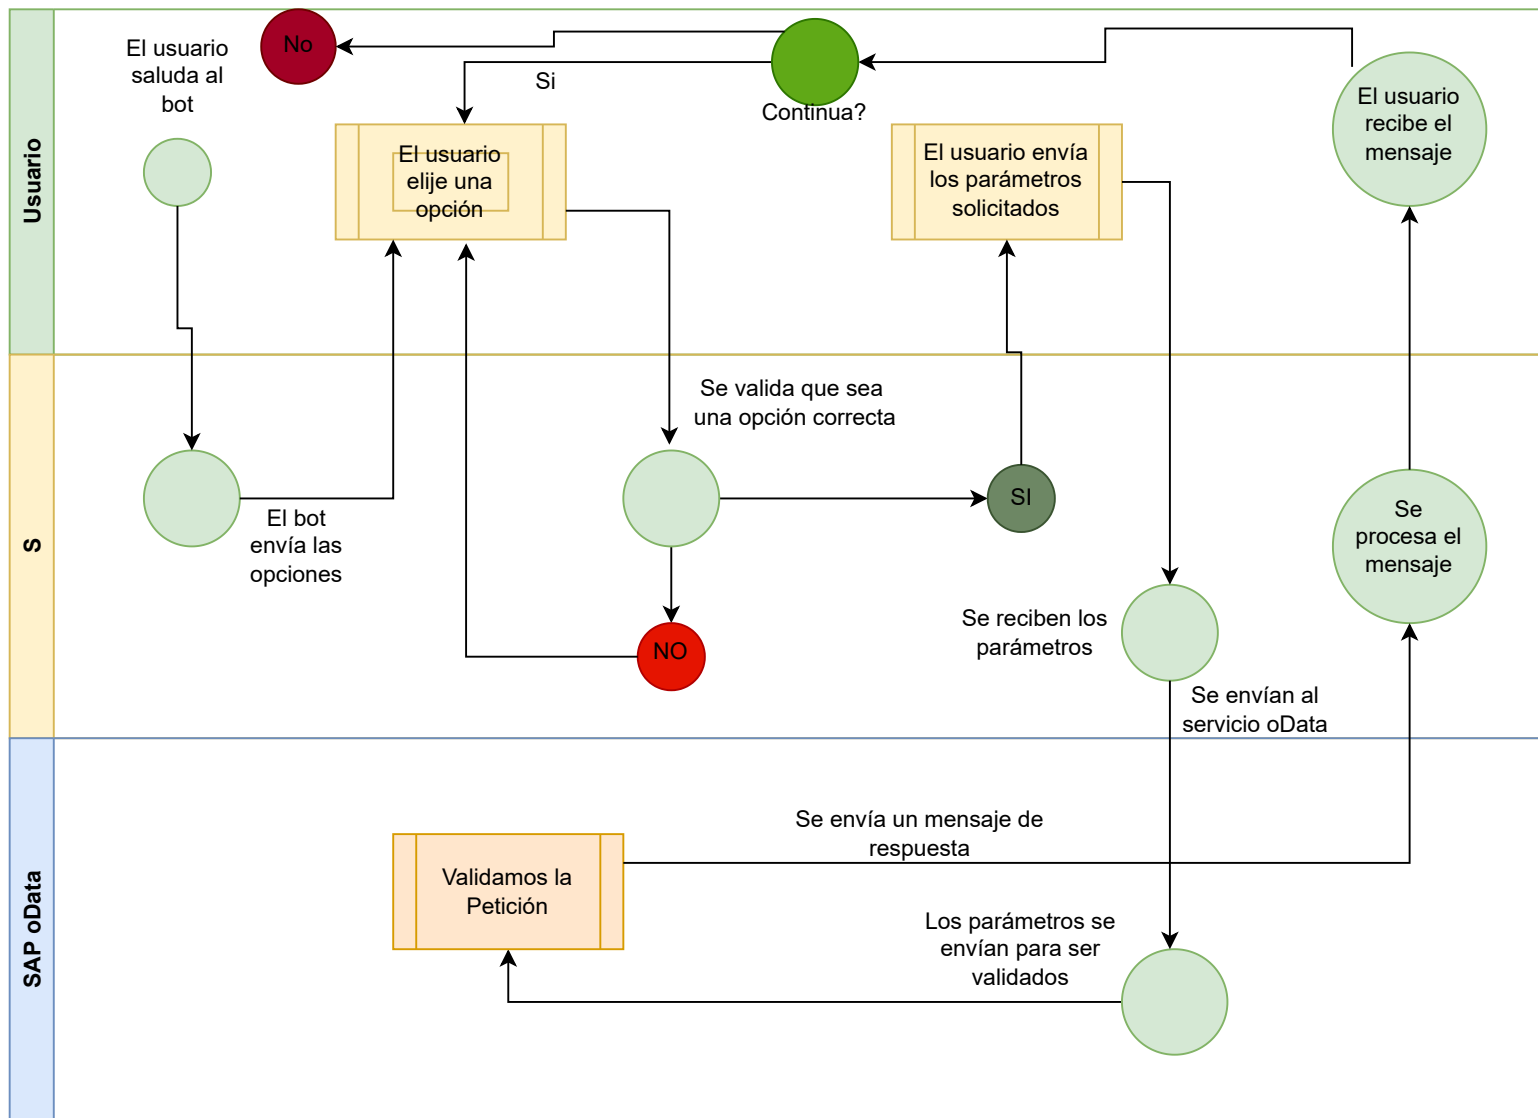 Usuario
El usuario
saluda al
bot
No
Si
Continua?
El usuario
elije una
opción
El usuario envía
los parámetros
solicitados
El usuario
recibe el
mensaje
S
El bot
envía las
opciones
Se valida que sea
una opción correcta
SI
NO
Se reciben los
parámetros
Se
procesa el
mensaje
Se envían al
servicio oData
SAP oData
Se envía un mensaje de
respuesta
Validamos la
Petición
Los parámetros se
envían para ser
validados